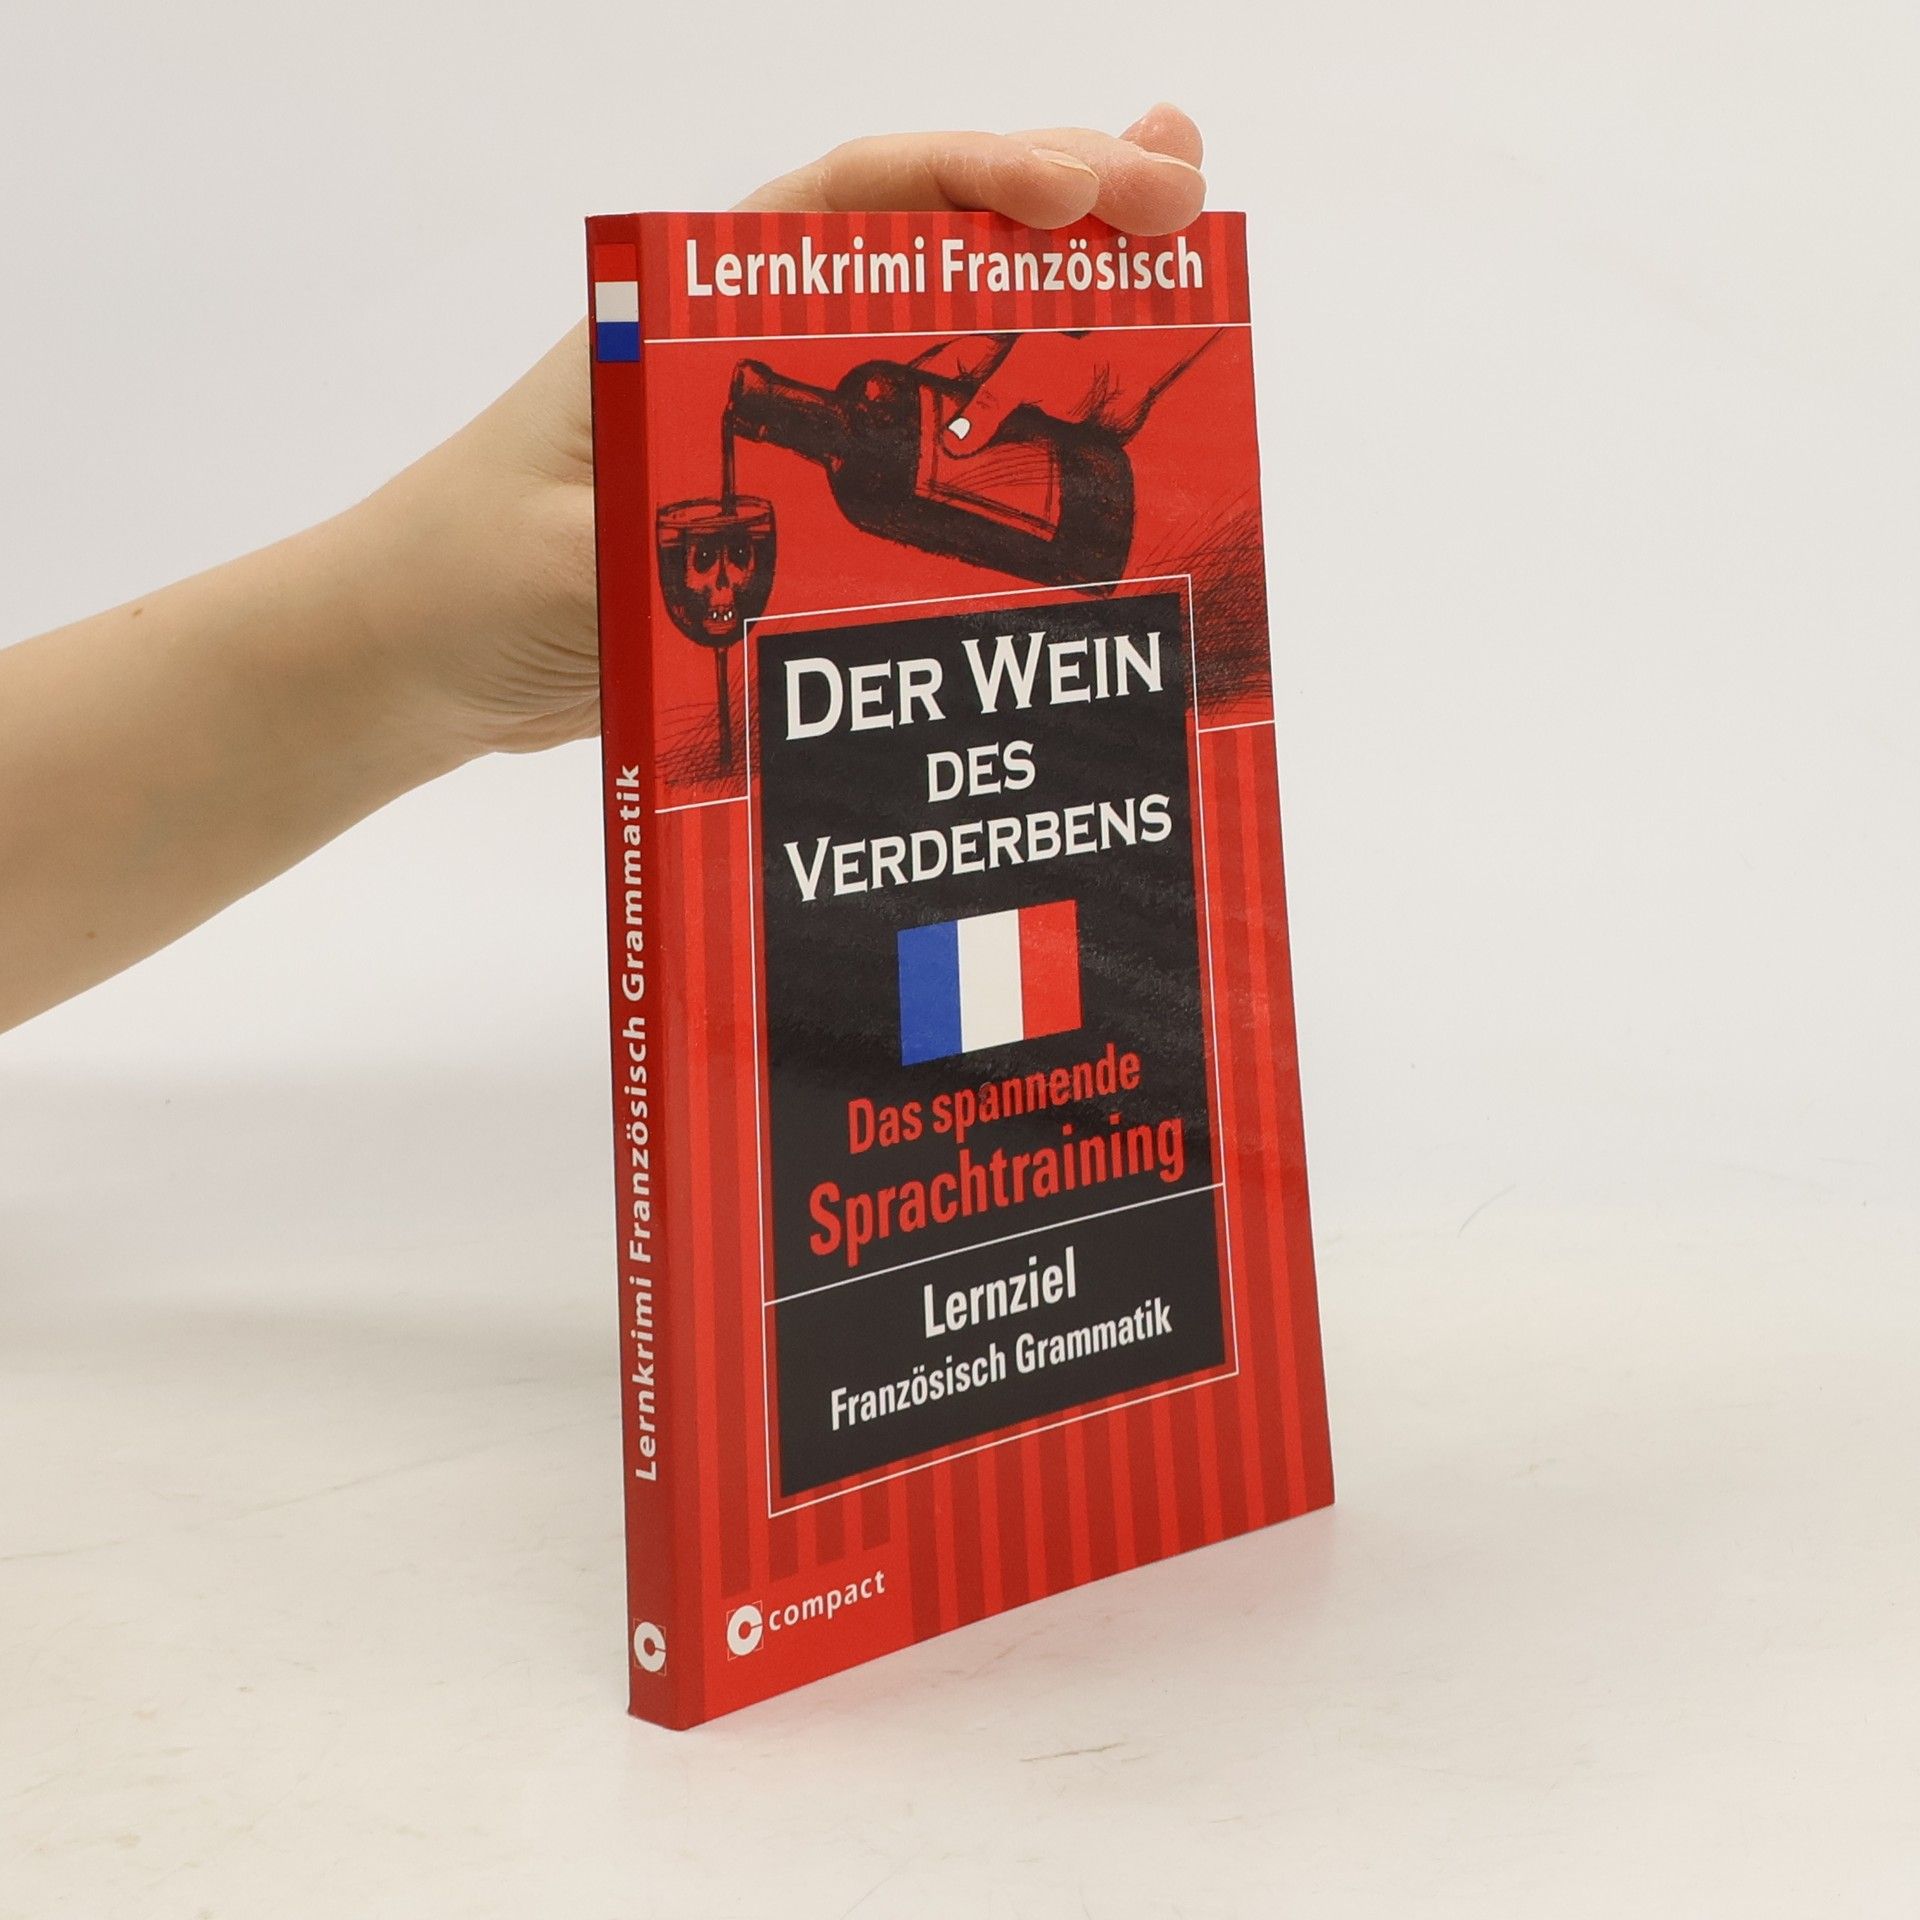 Lernkrimi Französisch
DER WEIN
DES
VERDERBENS
Das spannende
Sprachtraining
Lernziel
Französisch Grammatik
compact
Lernkrimi Französisch Grammatik